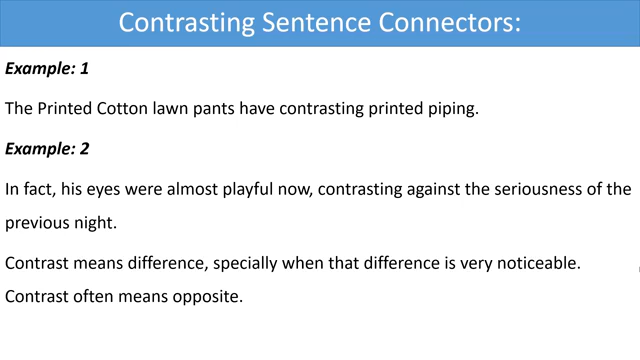 Contrasting Sentence Connectors:
Example: 1
The Printed Cotton lawn pants have contrasting printed piping.
Example: 2
In fact, his eyes were almost playful now, contrasting against the seriousness of the
previous night.
Contrast means difference, specially when that difference is very noticeable.
Contrast often means opposite.